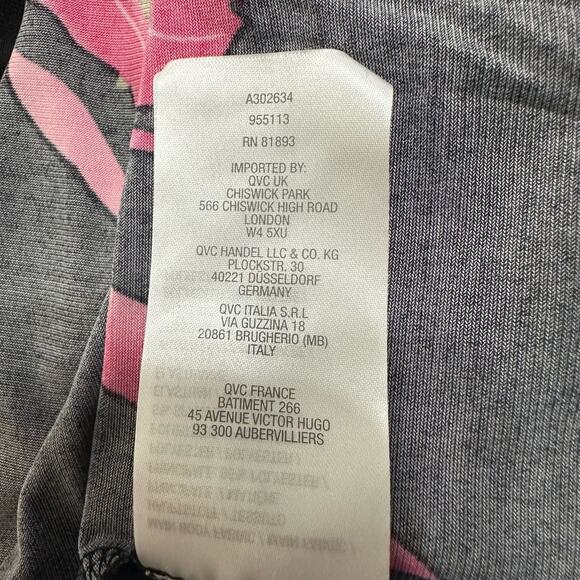 A302634
955113
RN 81893
IMPORTED BY:
QVC UK
CHISWICK PARK
566 CHISWICK HIGH ROAD
LONDON
W4 5XU
QVC HANDEL LLC & CO. KG
PLOCKSTR. 30
40221 DÜSSELDORF
GERMANY
QVC ITALIA S.R.L
VIA GUZZINA 18
20861 BRUGHERIO (MB)
ITALY
QVC FRANCE
BATIMENT 266
45 AVENUE VICTOR HUGO
93 300 AUBERVILLIERS